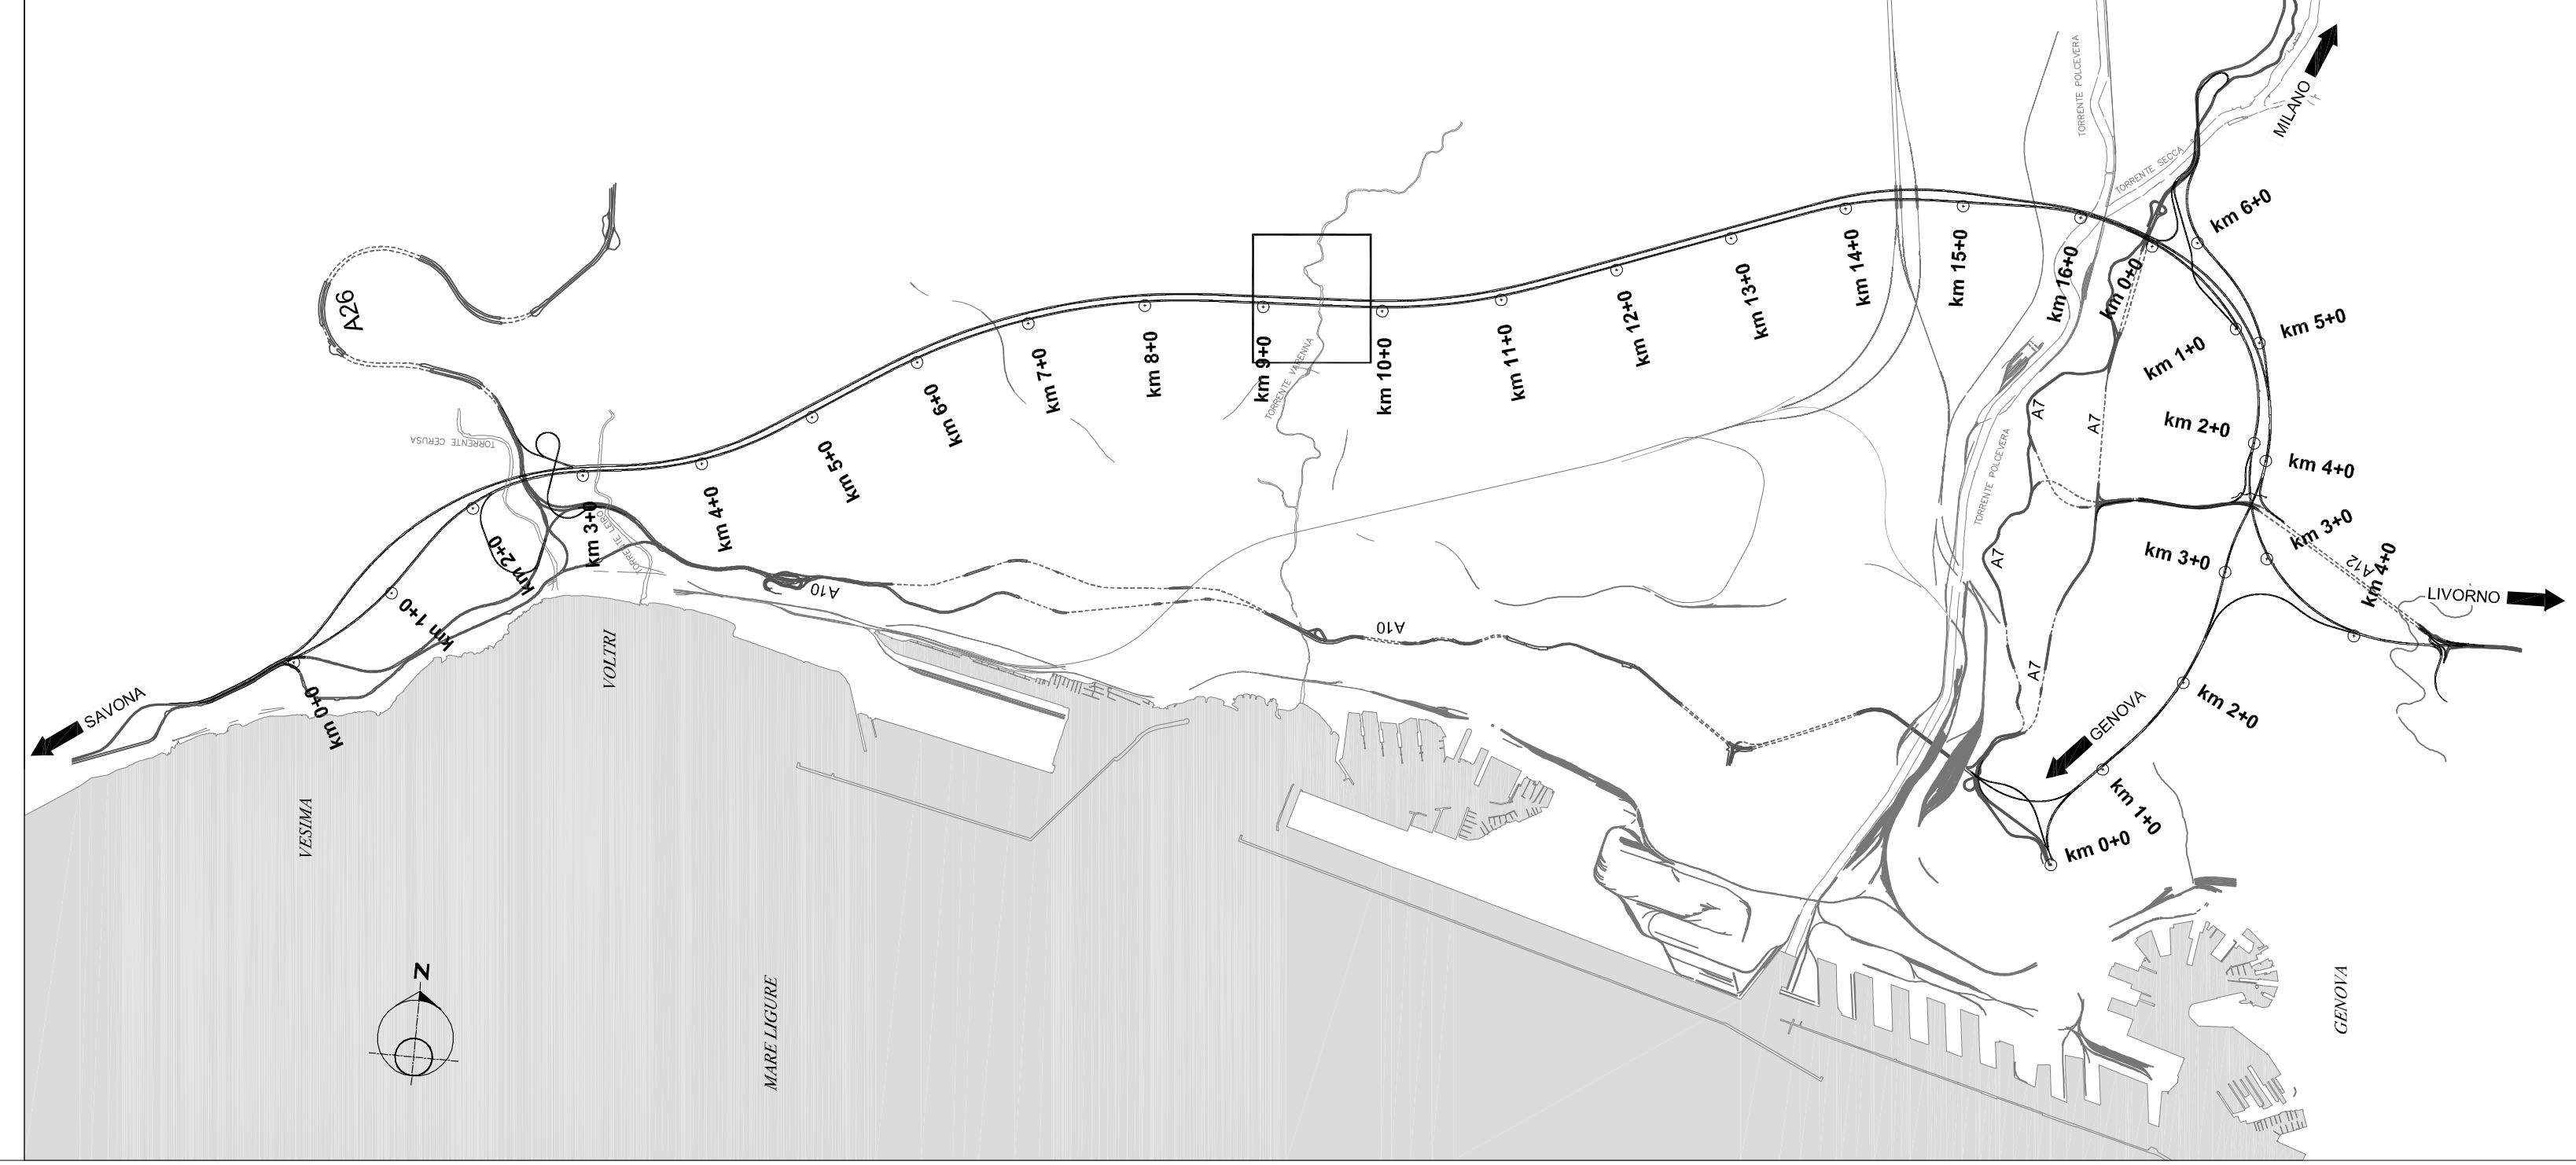 MILANO
TORRENTE POLCEVERA
TORRENTE SECCA
A26
km 6+0
km 14+0
km 15+0
km 16+0
km 0+0
km 5+0
km 13+0
km 12+0
km 11+0
km 10+0
km 9+0
TORRENTE VARENNA
km 8+0
km 7+0
km 6+0
km 1+0
A7
A7
km 2+0
TORRENTE CERUSA
km 5+0
km 4+0
km 4+0
TORRENTE POLCEVERA
km 3+0
TORRENTE LEIRO
km 2+0
km 3+0
km 3+0
A7
A12
km 4+0
LIVORNO
A10
A10
km 1+0
VOLTRI
A7
km 0+0
SAVONA
km 2+0
GENOVA
km 1+0
km 0+0
VESIMA
N
MARE LIGURE
GENOVA